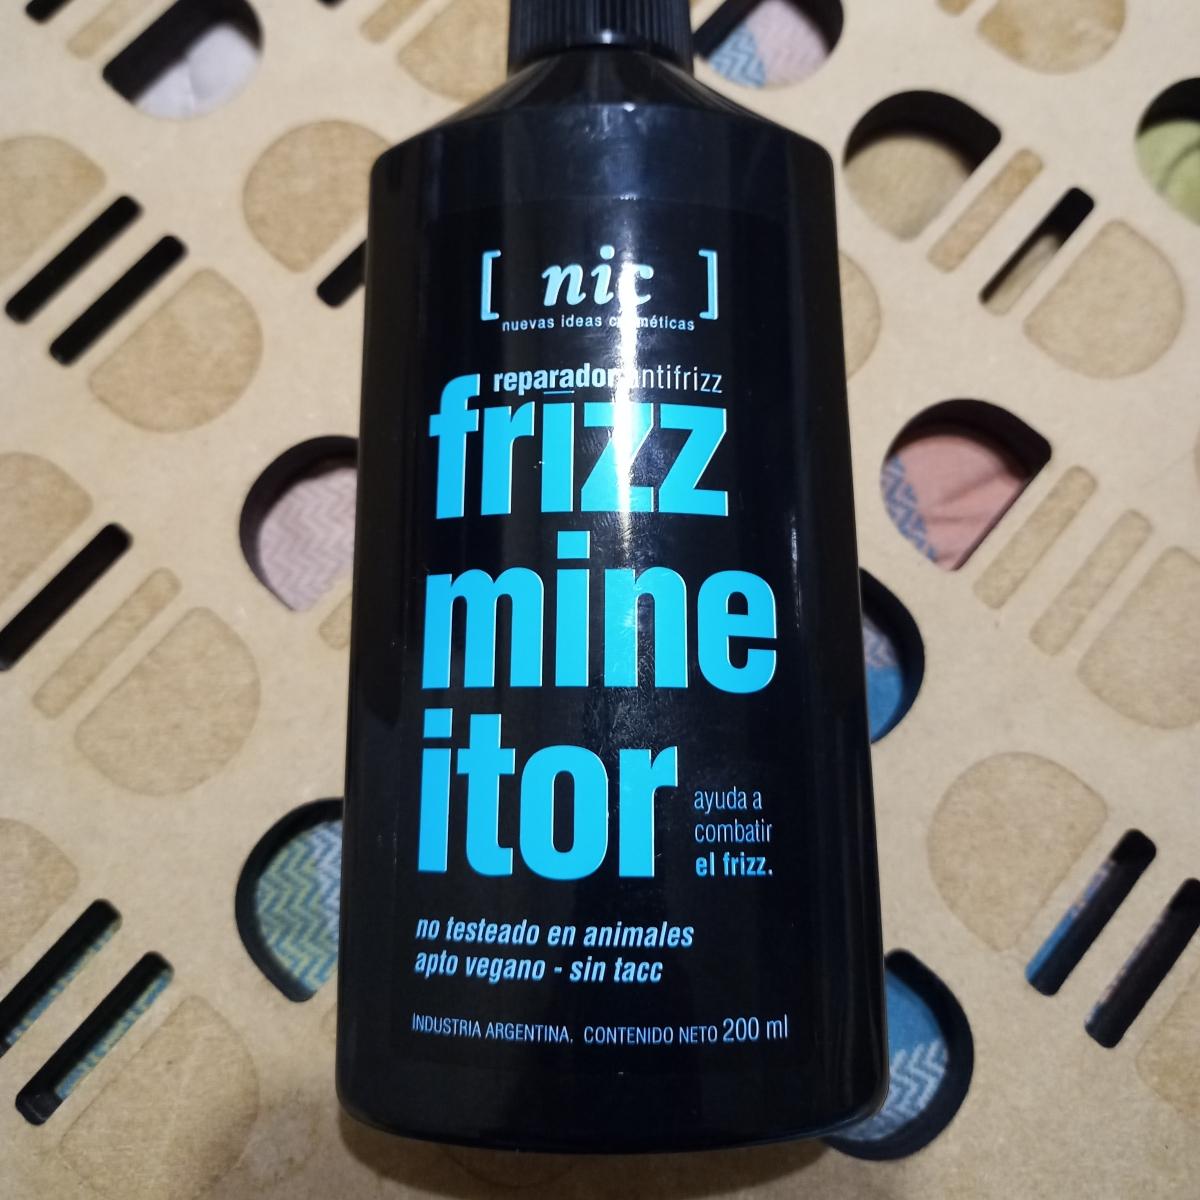 [ nic ]
nuevas ideas cosméticas
reparador antifrizz
frizz
mine
itor
ayuda a
combatir
el frizz.
no testeado en animales
apto vegano - sin tacc
INDUSTRIA ARGENTINA. CONTENIDO NETO 200 ml